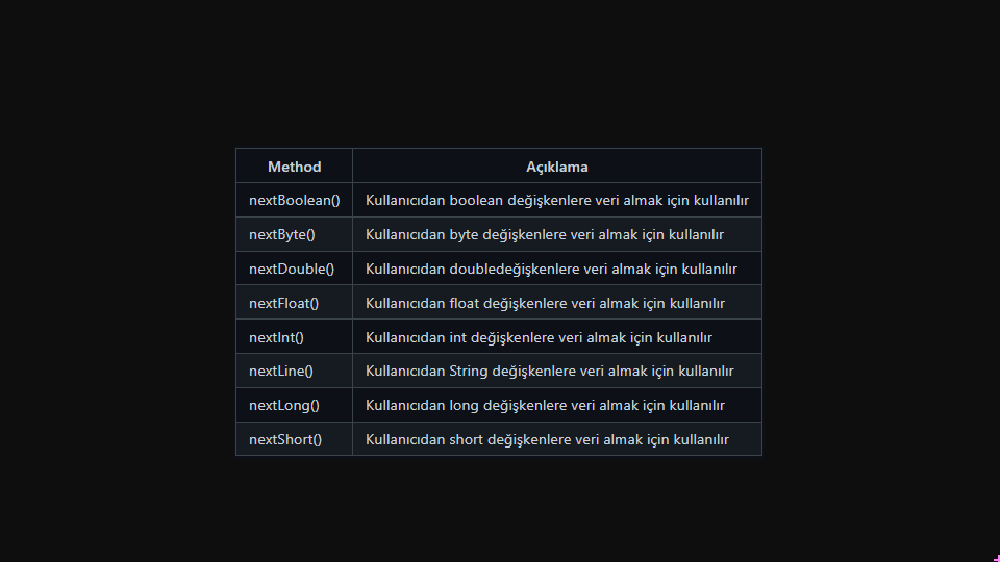 Method Açıklama
nextBoolean() Kullanıcıdan boolean değişkenlere veri almak için kullanılır
nextByte() Kullanıcıdan byte değişkenlere veri almak için kullanılır
nextDouble() Kullanıcıdan doubledeğişkenlere veri almak için kullanılır
nextFloat() Kullanıcıdan float değişkenlere veri almak için kullanılır
nextInt() Kullanıcıdan int değişkenlere veri almak için kullanılır
nextLine() Kullanıcıdan String değişkenlere veri almak için kullanılır
nextLong() Kullanıcıdan long değişkenlere veri almak için kullanılır
nextShort() Kullanıcıdan short değişkenlere veri almak için kullanılır